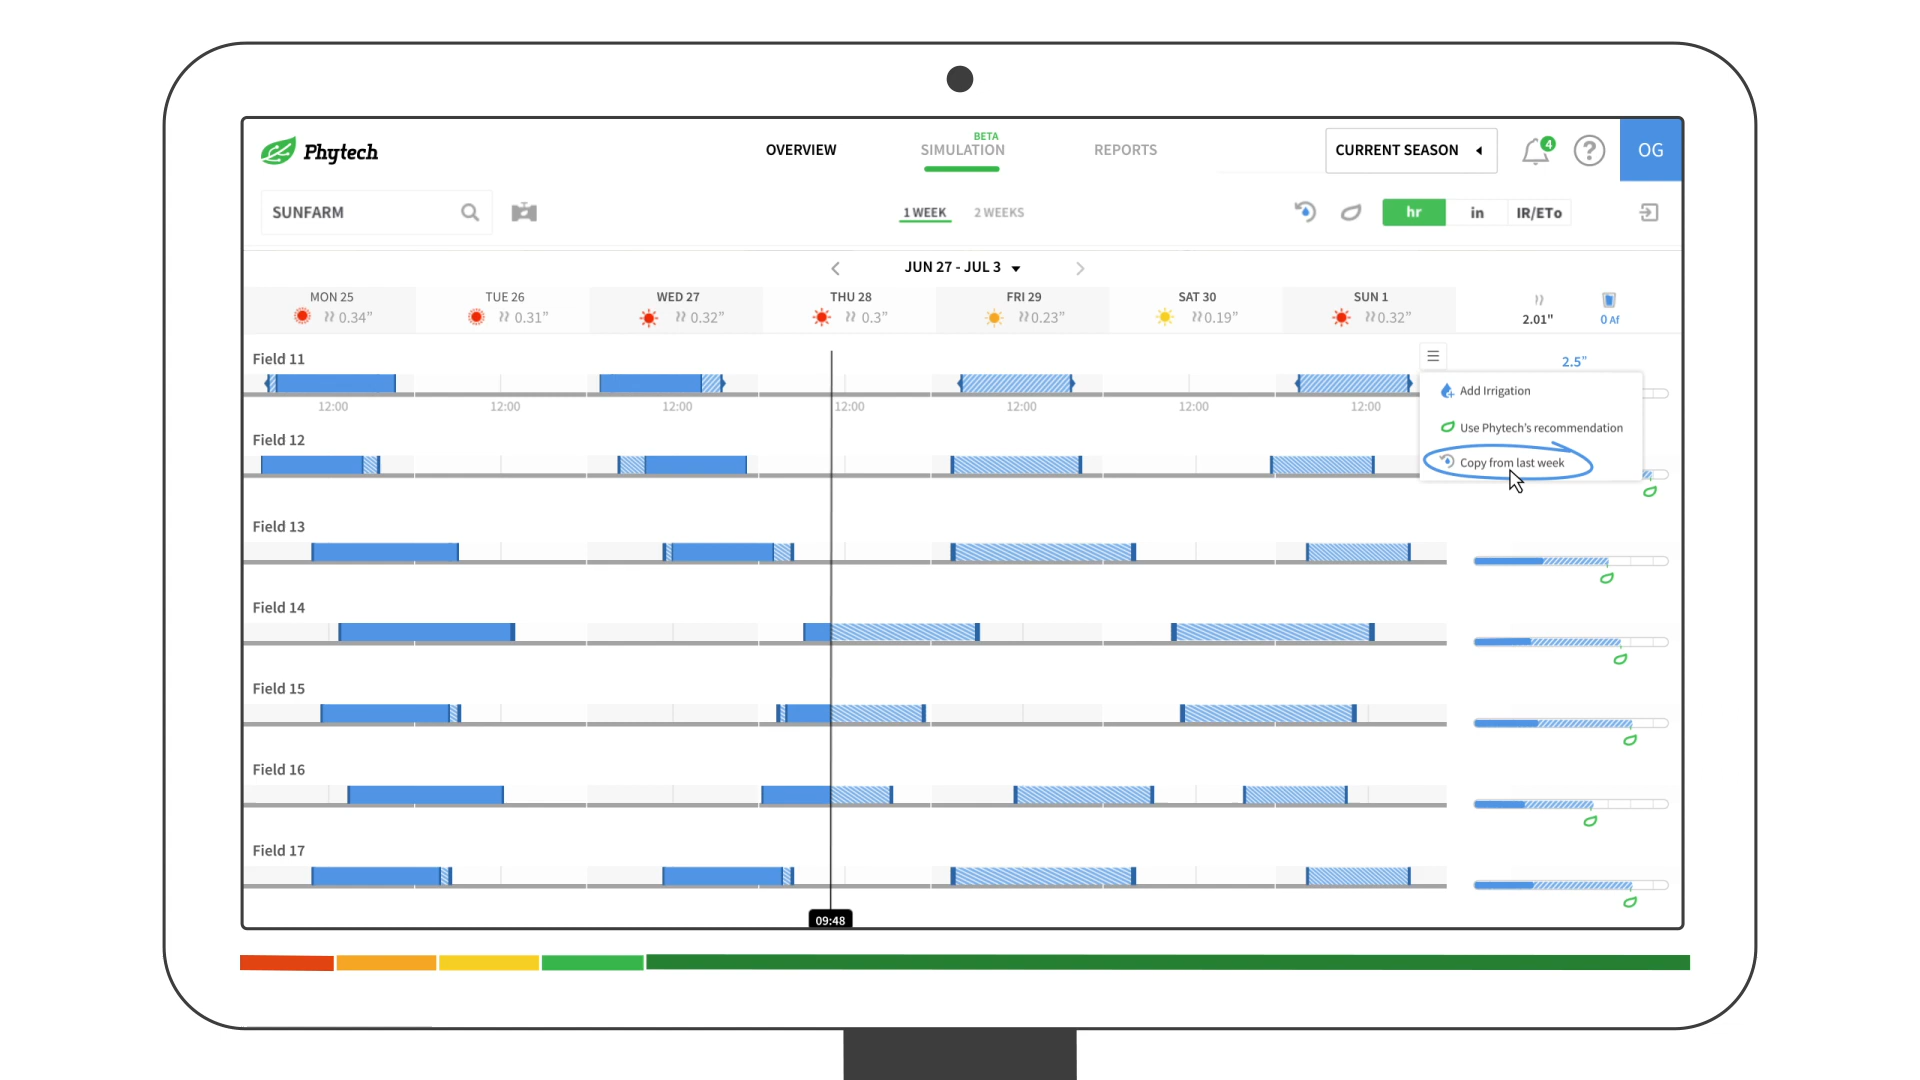 Phytech
OVERVIEW
BETA
SIMULATION
REPORTS
CURRENT SEASON
4
?
OG
SUNFARM
1 WEEK
2 WEEKS
hr
in
IR/ETo
JUN 27 - JUL 3
MON 25
TUE 26
WED 27
THU 28
FRI 29
SAT 30
SUN 1
0.34”
0.31”
0.32”
0.3”
0.23”
0.19”
0.32”
2.01"
0 Af
Field 11
2.5”
12:00
12:00
12:00
12:00
12:00
12:00
12:00
Add Irrigation
Use Phytech's recommendation
Copy from last week
Field 12
Field 13
Field 14
Field 15
Field 16
Field 17
09:48